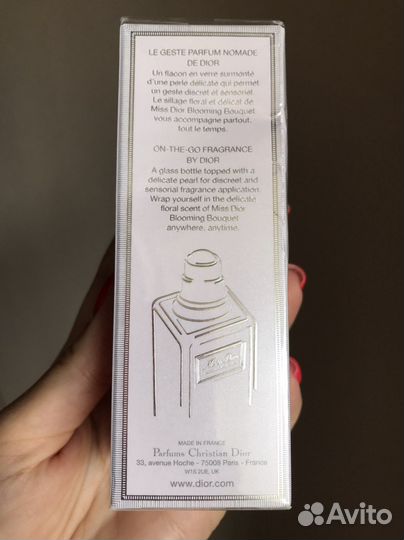 LE GESTE PARFUM NOMADE
DE DIOR
Un flacon en verre surmonté
d'une perle délicate qui permet
un geste discret et sensoriel.
Le sillage floral et délicat de
Miss Dior Blooming Bouquet
vous accompagne partout,
tout le temps.
ON-THE-GO FRAGRANCE
BY DIOR
A glass bottle topped with a
delicate pearl for discreet and
sensorial fragrance application.
Wrap yourself in the delicate
floral scent of Miss Dior
Blooming Bouquet
anywhere, anytime.
Miss Dior
MADE IN FRANCE
Parfums Christian Dior
33, avenue Hoche - 75008 Paris - France
W1S 2UE, UK
www.dior.com
Avito